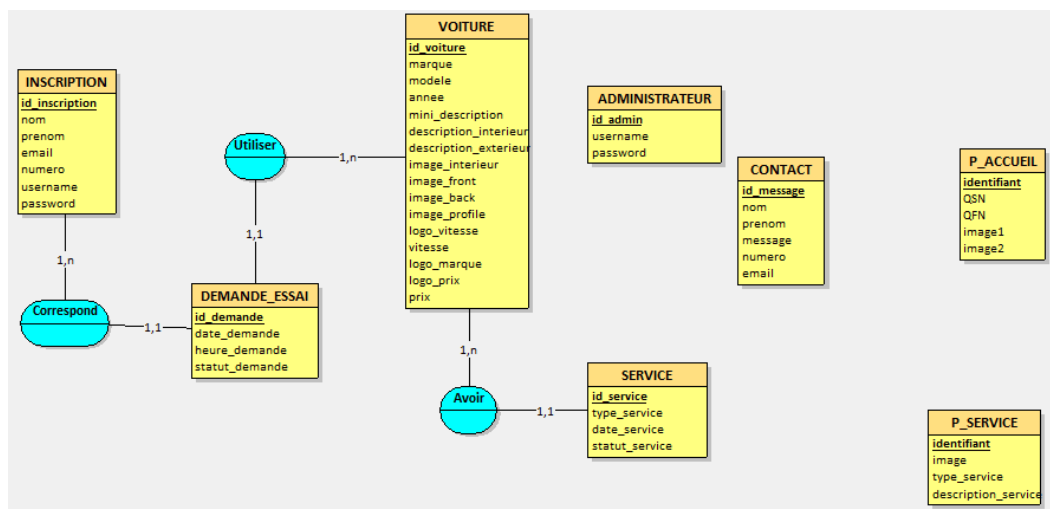 VOITURE
id_voiture
marque
modele
annee
mini_description
description_interieur
description_exterieur
image_interieur
image_front
image_back
image_profile
logo_vitesse
vitesse
logo_marque
logo_prix
prix
INSCRIPTION
id_inscription
nom
prenom
email
numero
username
password
Utiliser
1,n
1,1
1,n
Correspond
1,1
DEMANDE_ESSAI
id_demande
date_demande
heure_demande
statut_demande
ADMINISTRATEUR
id_admin
username
password
CONTACT
id_message
nom
prenom
message
numero
email
P_ACCUEIL
identifiant
QSN
QFN
image1
image2
1,n
Avoir
1,1
SERVICE
id_service
type_service
date_service
statut_service
P_SERVICE
identifiant
image
type_service
description_service